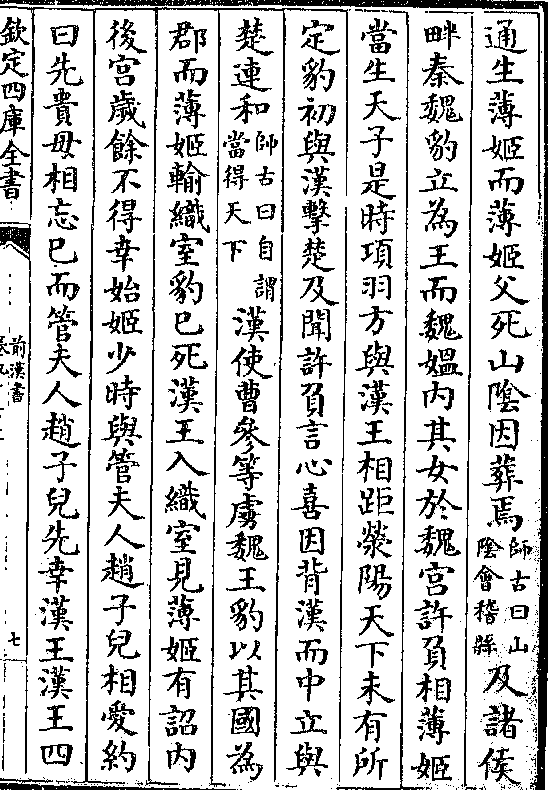 通生薄姬而薄姬父死山陰因葬焉師古曰山陰會稽縣及諸侯
畔秦魏豹立為王而魏媼內其女於魏宮許負相薄姬
當生天子是時項羽方與漢王相距滎陽天下未有所
定豹初與漢擊楚及聞許負言心喜因背漢而中立與
楚連和師古曰自謂當得天下漢使曹參等虜魏王豹以其國為
郡而薄姬輸織室豹已死漢王入織室見薄姬有詔內
後宮歲餘不得幸始姬少時與管夫人趙子兒相愛約
曰先貴毋相忘已而管夫人趙子兒先幸漢王漢王四
欽定四庫全書
前漢書
七